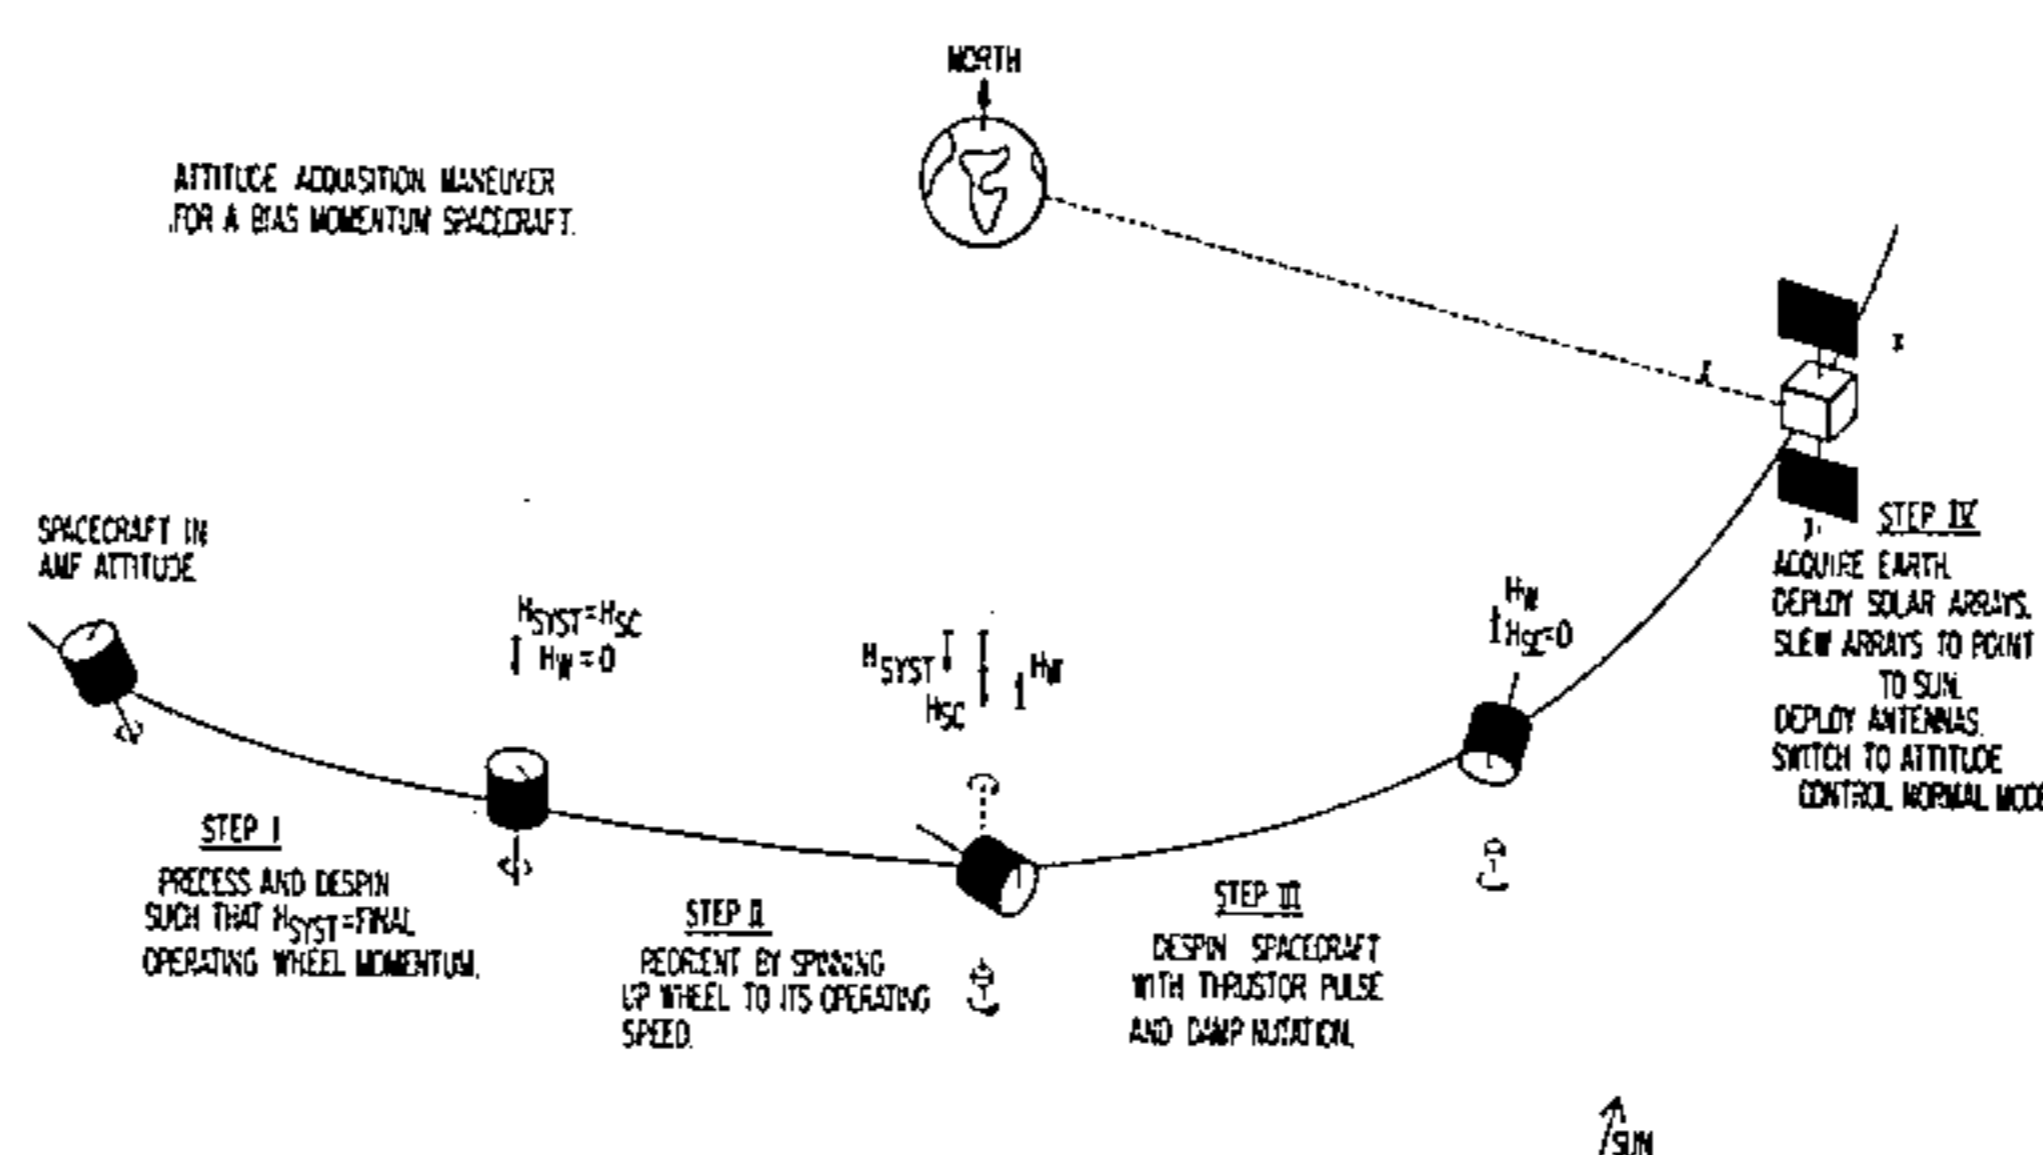 NORTH
ATTITUDE ACQUISITION MANEUVER
FOR A BIAS MOMENTUM SPACECRAFT.
SPACECRAFT IN
AMF ATTITUDE
HSYST=HSC
HW=0
HSYST
HSC
HW
HW
HSC=0
STEP I
PRECESS AND DESPIN
SUCH THAT HSYST=FINAL
OPERATING WHEEL MOMENTUM.
STEP II
REORIENT BY SPINNING
UP WHEEL TO ITS OPERATING
SPEED.
STEP III
DESPIN SPACECRAFT
WITH THRUSTOR PULSE
AND DAMP NUTATION.
STEP IV
ACQUIRE EARTH.
DEPLOY SOLAR ARRAYS.
SLEW ARRAYS TO POINT
TO SUN.
DEPLOY ANTENNAS.
SWITCH TO ATTITUDE
CONTROL NORMAL MODE
SUN